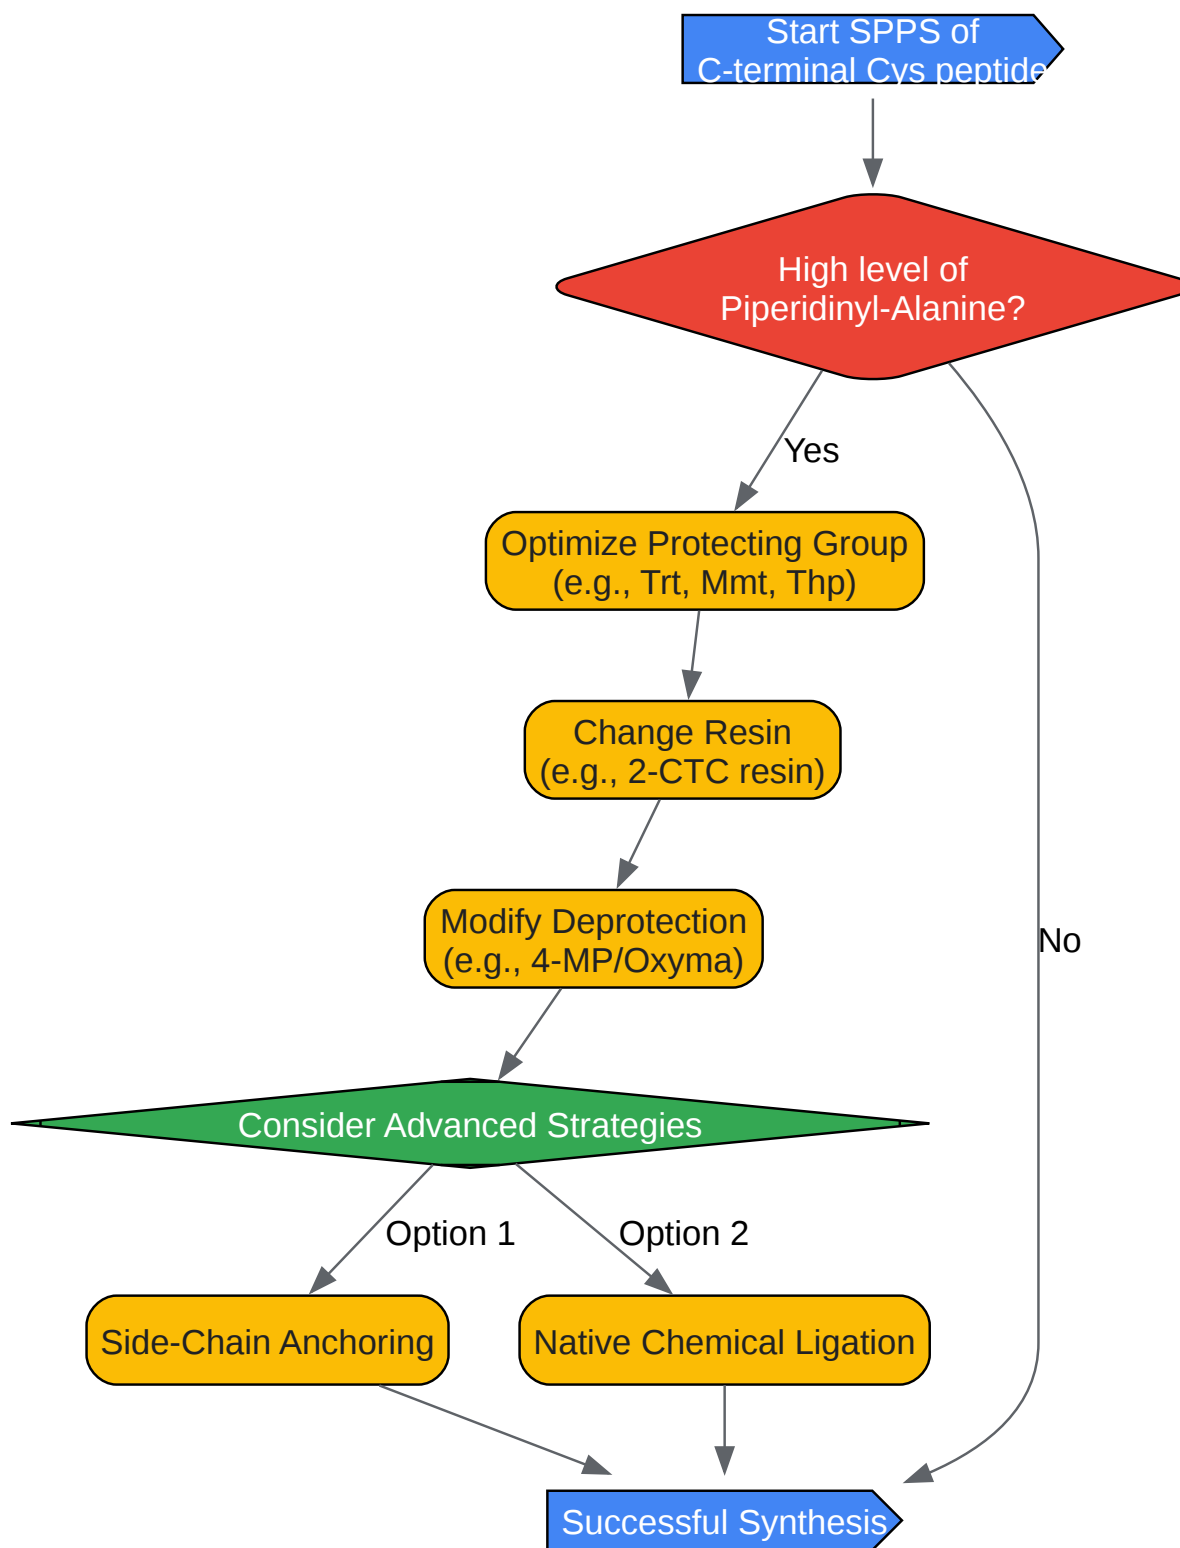 Start SPPS of
C-terminal Cys peptide
High level of
Piperidinyl-Alanine?
Yes
Optimize Protecting Group
(e.g., Trt, Mmt, Thp)
Change Resin
(e.g., 2-CTC resin)
Modify Deprotection
(e.g., 4-MP/Oxyma)
No
Consider Advanced Strategies
Option 1
Option 2
Side-Chain Anchoring
Native Chemical Ligation
Successful Synthesis